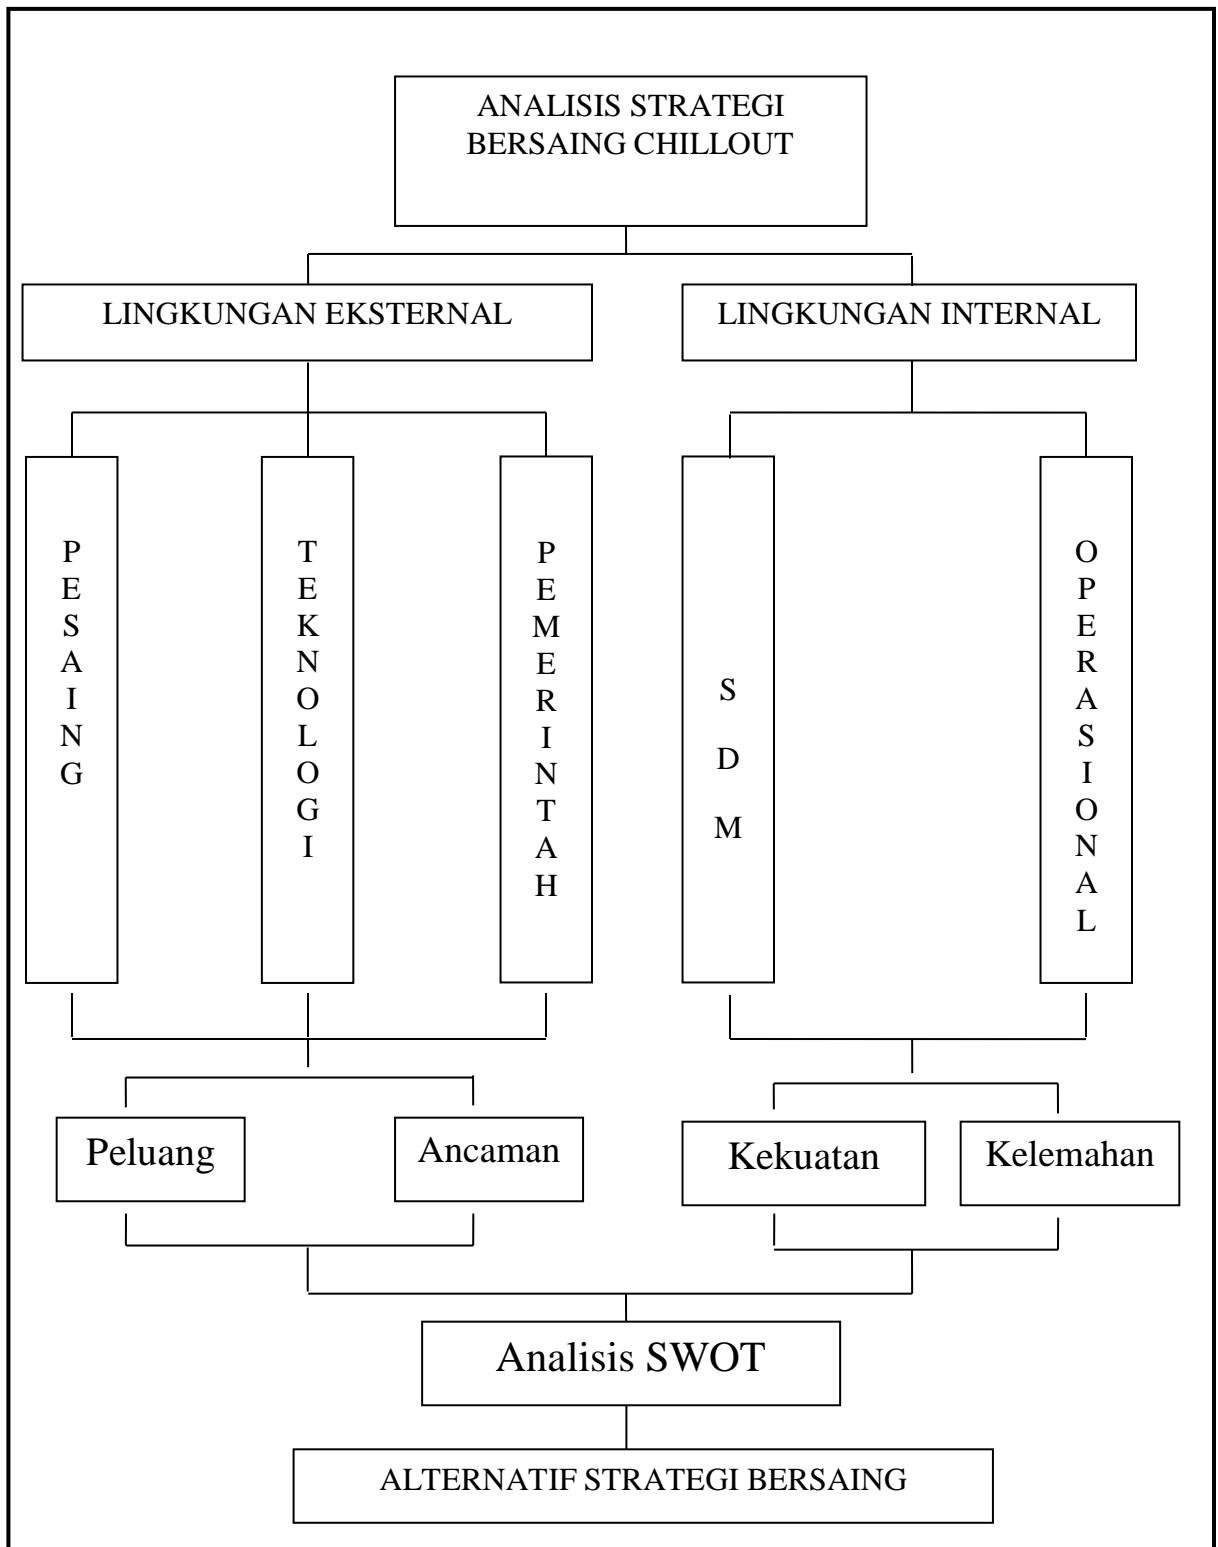 ANALISIS STRATEGI
BERSAING CHILLOUT
LINGKUNGAN EKSTERNAL
LINGKUNGAN INTERNAL
PESAING
TEKNOLOGI
PEMERINTAH
S D M
OPERASIONAL
Peluang
Ancaman
Kekuatan
Kelemahan
Analisis SWOT
ALTERNATIF STRATEGI BERSAING